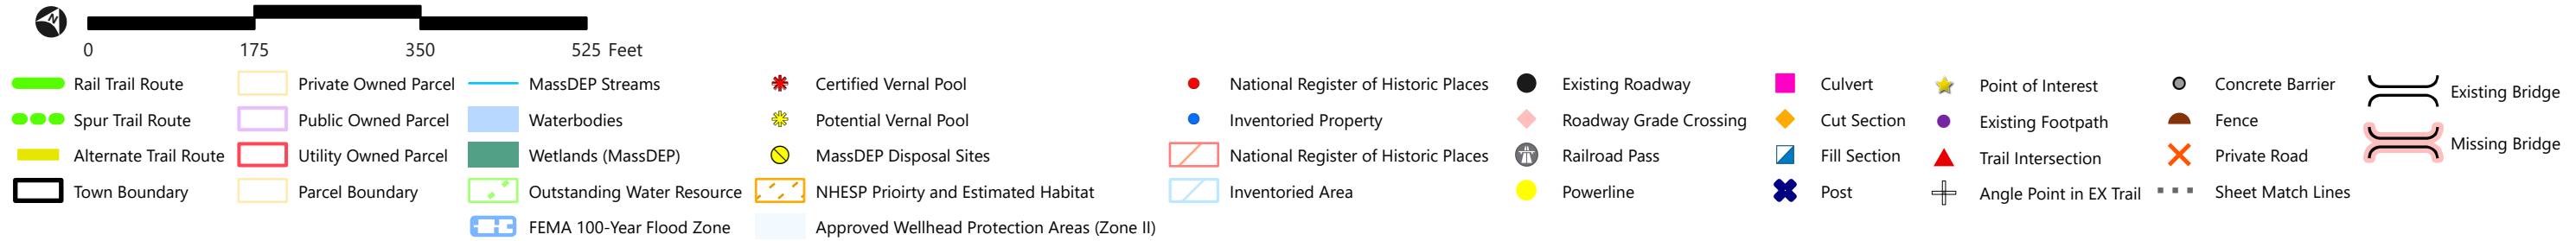 N
0 175 350 525 Feet
Rail Trail Route
Spur Trail Route
Alternate Trail Route
Town Boundary
Private Owned Parcel
Public Owned Parcel
Utility Owned Parcel
Parcel Boundary
MassDEP Streams
Waterbodies
Wetlands (MassDEP)
Outstanding Water Resource
FEMA 100-Year Flood Zone
Certified Vernal Pool
Potential Vernal Pool
MassDEP Disposal Sites
NHESP Prioirty and Estimated Habitat
Approved Wellhead Protection Areas (Zone II)
National Register of Historic Places
Inventoried Property
National Register of Historic Places
Inventoried Area
Existing Roadway
Roadway Grade Crossing
Railroad Pass
Powerline
Culvert
Cut Section
Fill Section
Post
Point of Interest
Existing Footpath
Trail Intersection
Angle Point in EX Trail
Concrete Barrier
Fence
Private Road
Sheet Match Lines
Existing Bridge
Missing Bridge